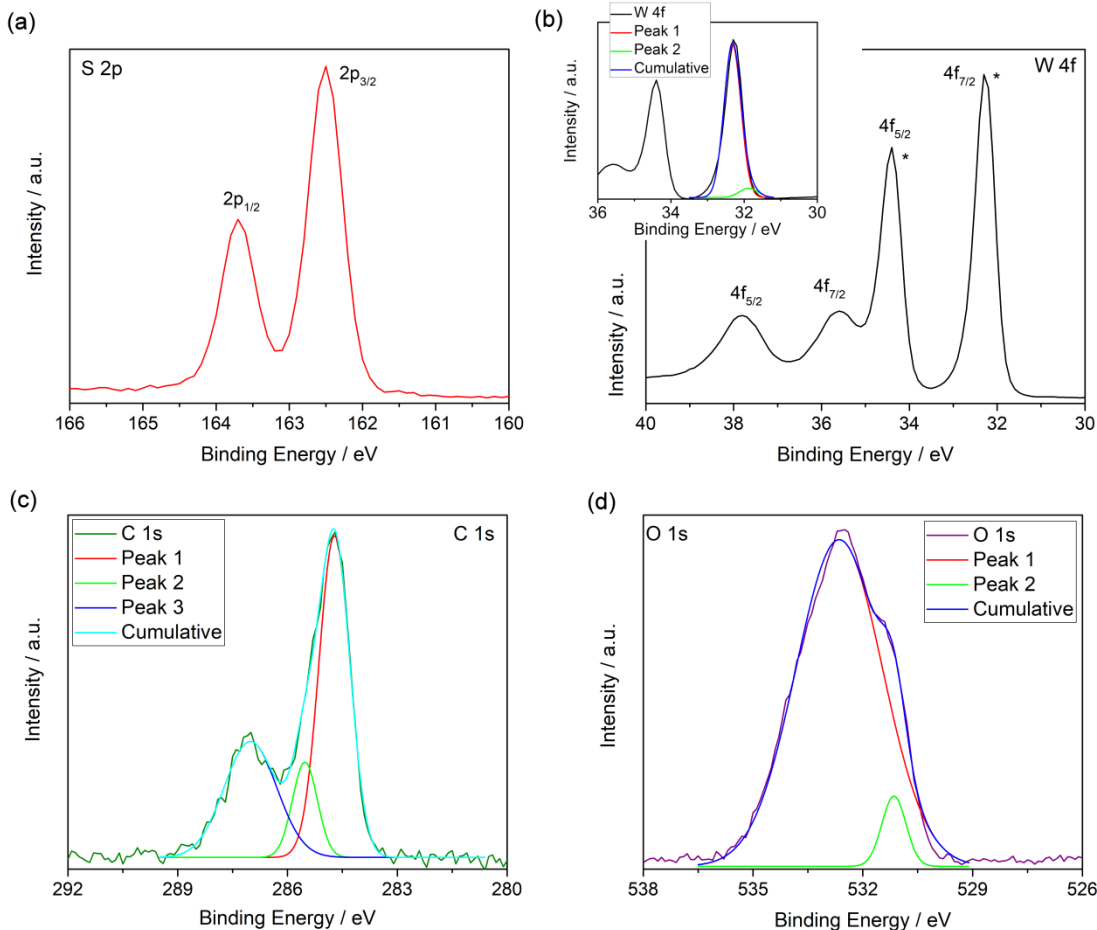 (a)
S 2p
2p3/2
2p1/2
Intensity / a.u.
166 165 164 163 162 161 160
Binding Energy / eV
(b)
W 4f
Peak 1
Peak 2
Cumulative
Intensity / a.u.
36 34 32 30
Binding Energy / eV
W 4f
4f7/2 *
4f5/2
*
4f7/2
4f5/2
Intensity / a.u.
40 38 36 34 32 30
Binding Energy / eV
(c)
C 1s
Peak 1
Peak 2
Peak 3
Cumulative
C 1s
Intensity / a.u.
292 289 286 283 280
Binding Energy / eV
(d)
O 1s
O 1s
Peak 1
Peak 2
Cumulative
Intensity / a.u.
538 535 532 529 526
Binding Energy / eV